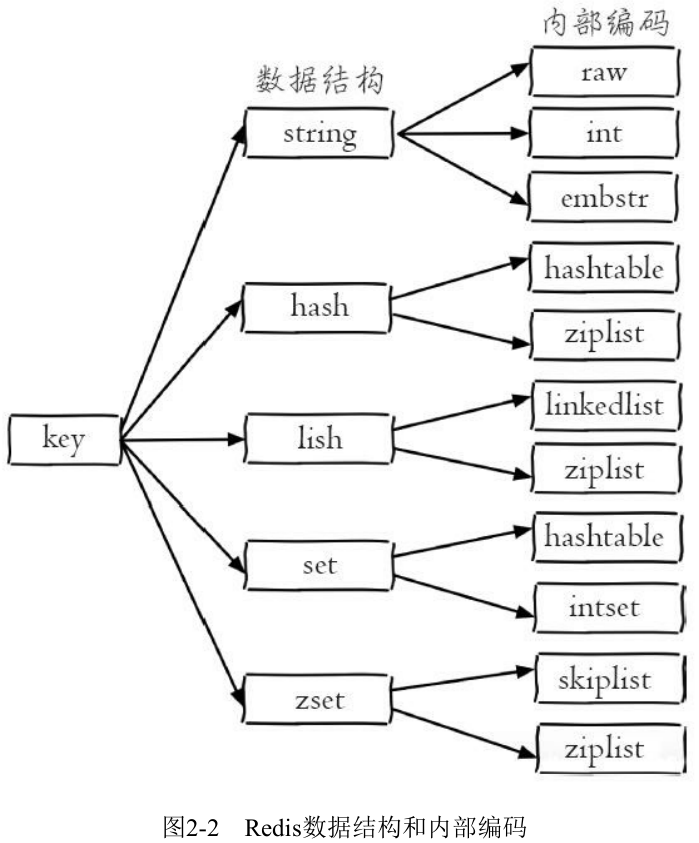 内部编码
数据结构
raw
string
int
embstr
hashtable
hash
ziplist
linkedlist
key
lish
ziplist
hashtable
set
intset
skiplist
zset
ziplist
图2-2 Redis数据结构和内部编码